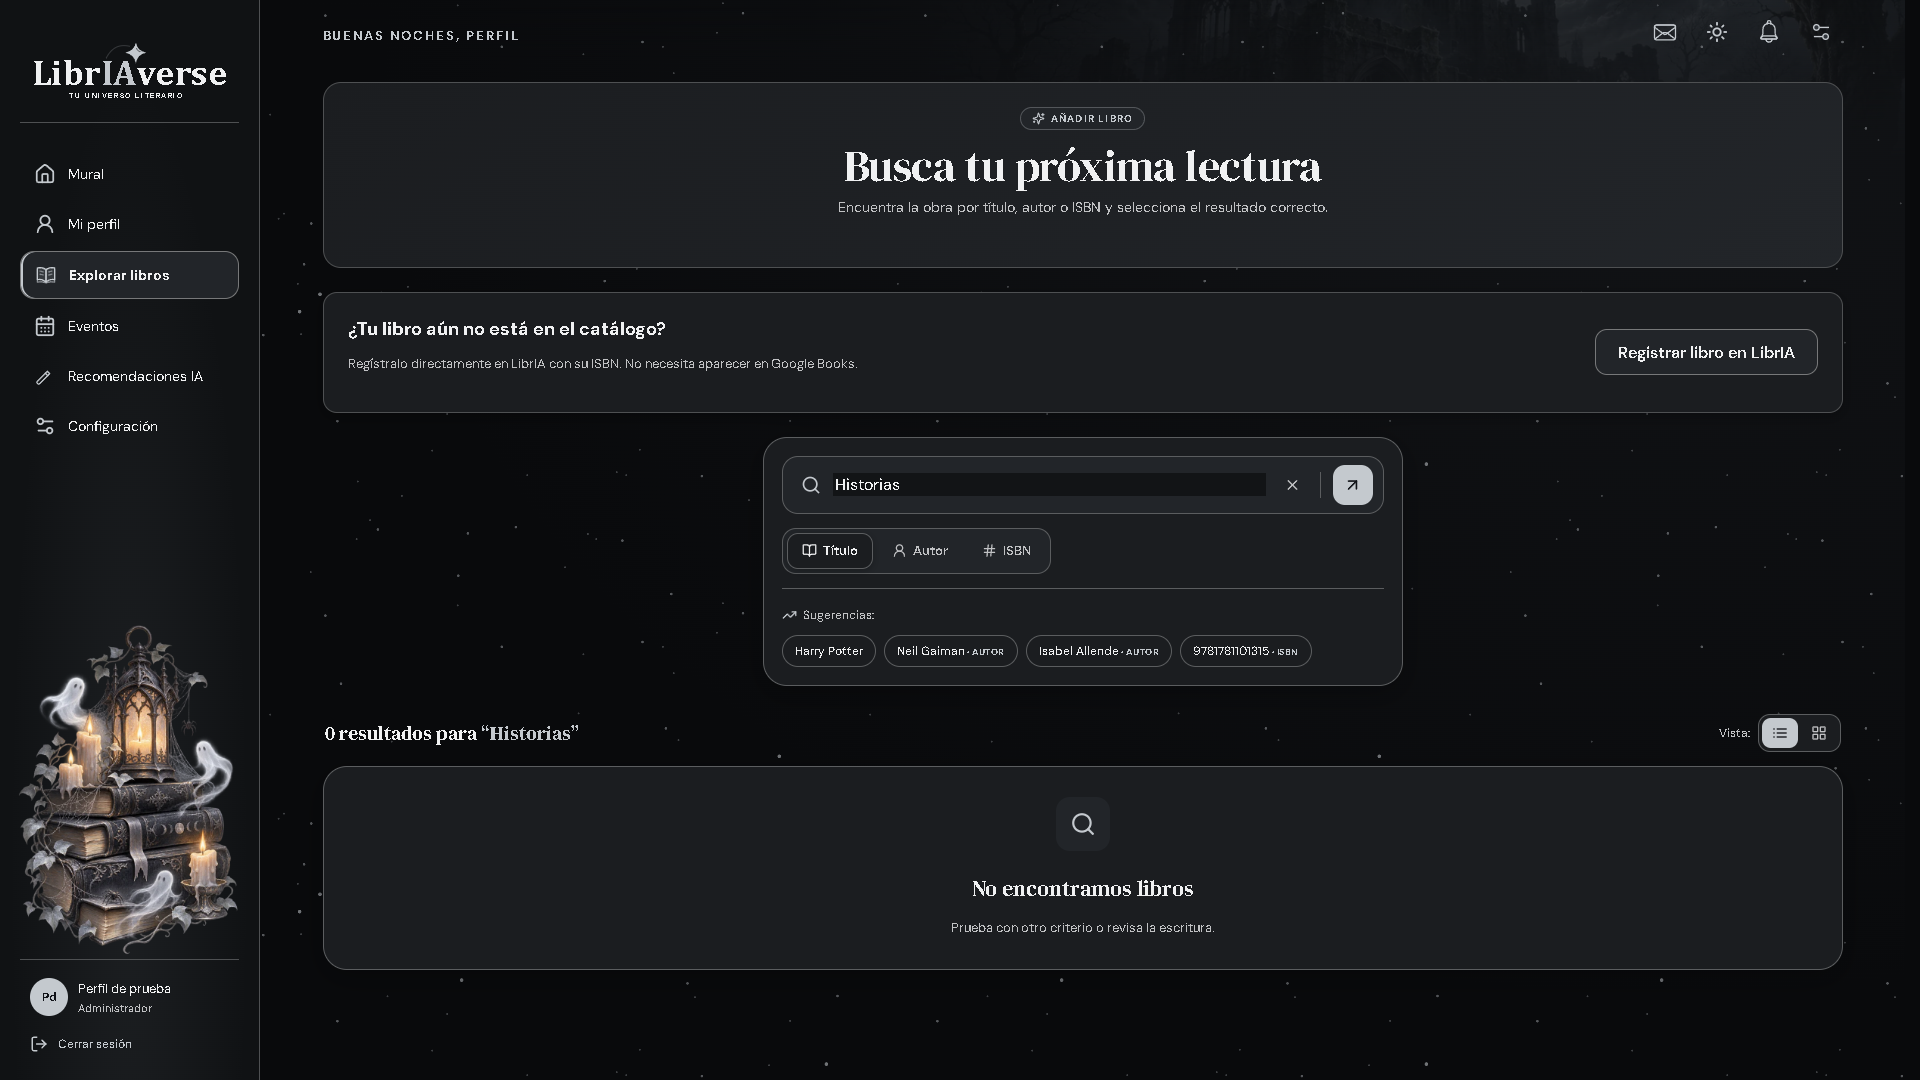 LibrIAverse
TU UNIVERSO LITERARIO
Mural
Mi perfil
Explorar libros
Eventos
Recomendaciones IA
Configuración
Perfil de prueba
Pd
Administrador
Cerrar sesión
BUENAS NOCHES, PERFIL
AÑADIR LIBRO
Busca tu próxima lectura
Encuentra la obra por título, autor o ISBN y selecciona el resultado correcto.
¿Tu libro aún no está en el catálogo?
Regístralo directamente en LibrIA con su ISBN. No necesita aparecer en Google Books.
Registrar libro en LibrIA
Historias
Título Autor ISBN
Sugerencias:
Harry Potter Neil Gaiman · AUTOR Isabel Allende · AUTOR 9781781101315 · ISBN
0 resultados para “Historias”
Vista:
No encontramos libros
Prueba con otro criterio o revisa la escritura.